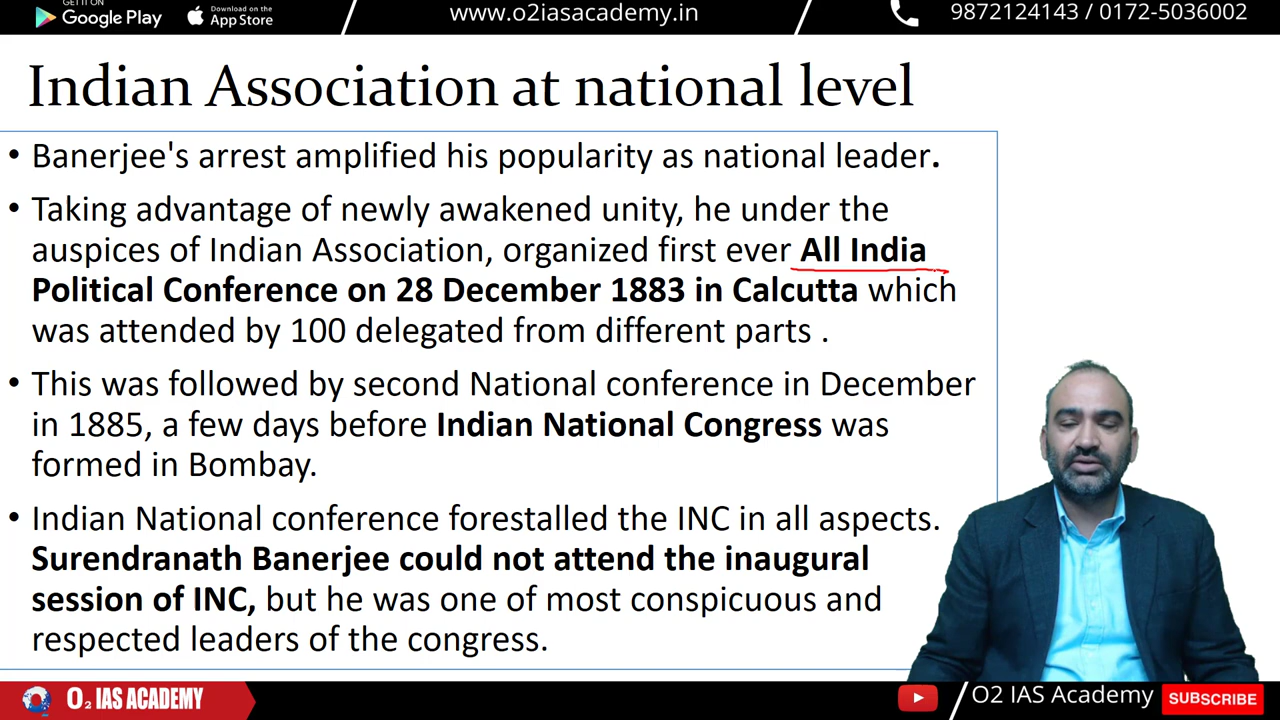 GET IT ON
Google Play
Download on the
App Store
www.o2iasacademy.in
9872124143 / 0172-5036002
Indian Association at national level
• Banerjee's arrest amplified his popularity as national leader.
• Taking advantage of newly awakened unity, he under the
auspices of Indian Association, organized first ever All India
Political Conference on 28 December 1883 in Calcutta which
was attended by 100 delegated from different parts .
• This was followed by second National conference in December
in 1885, a few days before Indian National Congress was
formed in Bombay.
• Indian National conference forestalled the INC in all aspects.
Surendranath Banerjee could not attend the inaugural
session of INC, but he was one of most conspicuous and
respected leaders of the congress.
O2 IAS ACADEMY
O2 IAS Academy
SUBSCRIBE